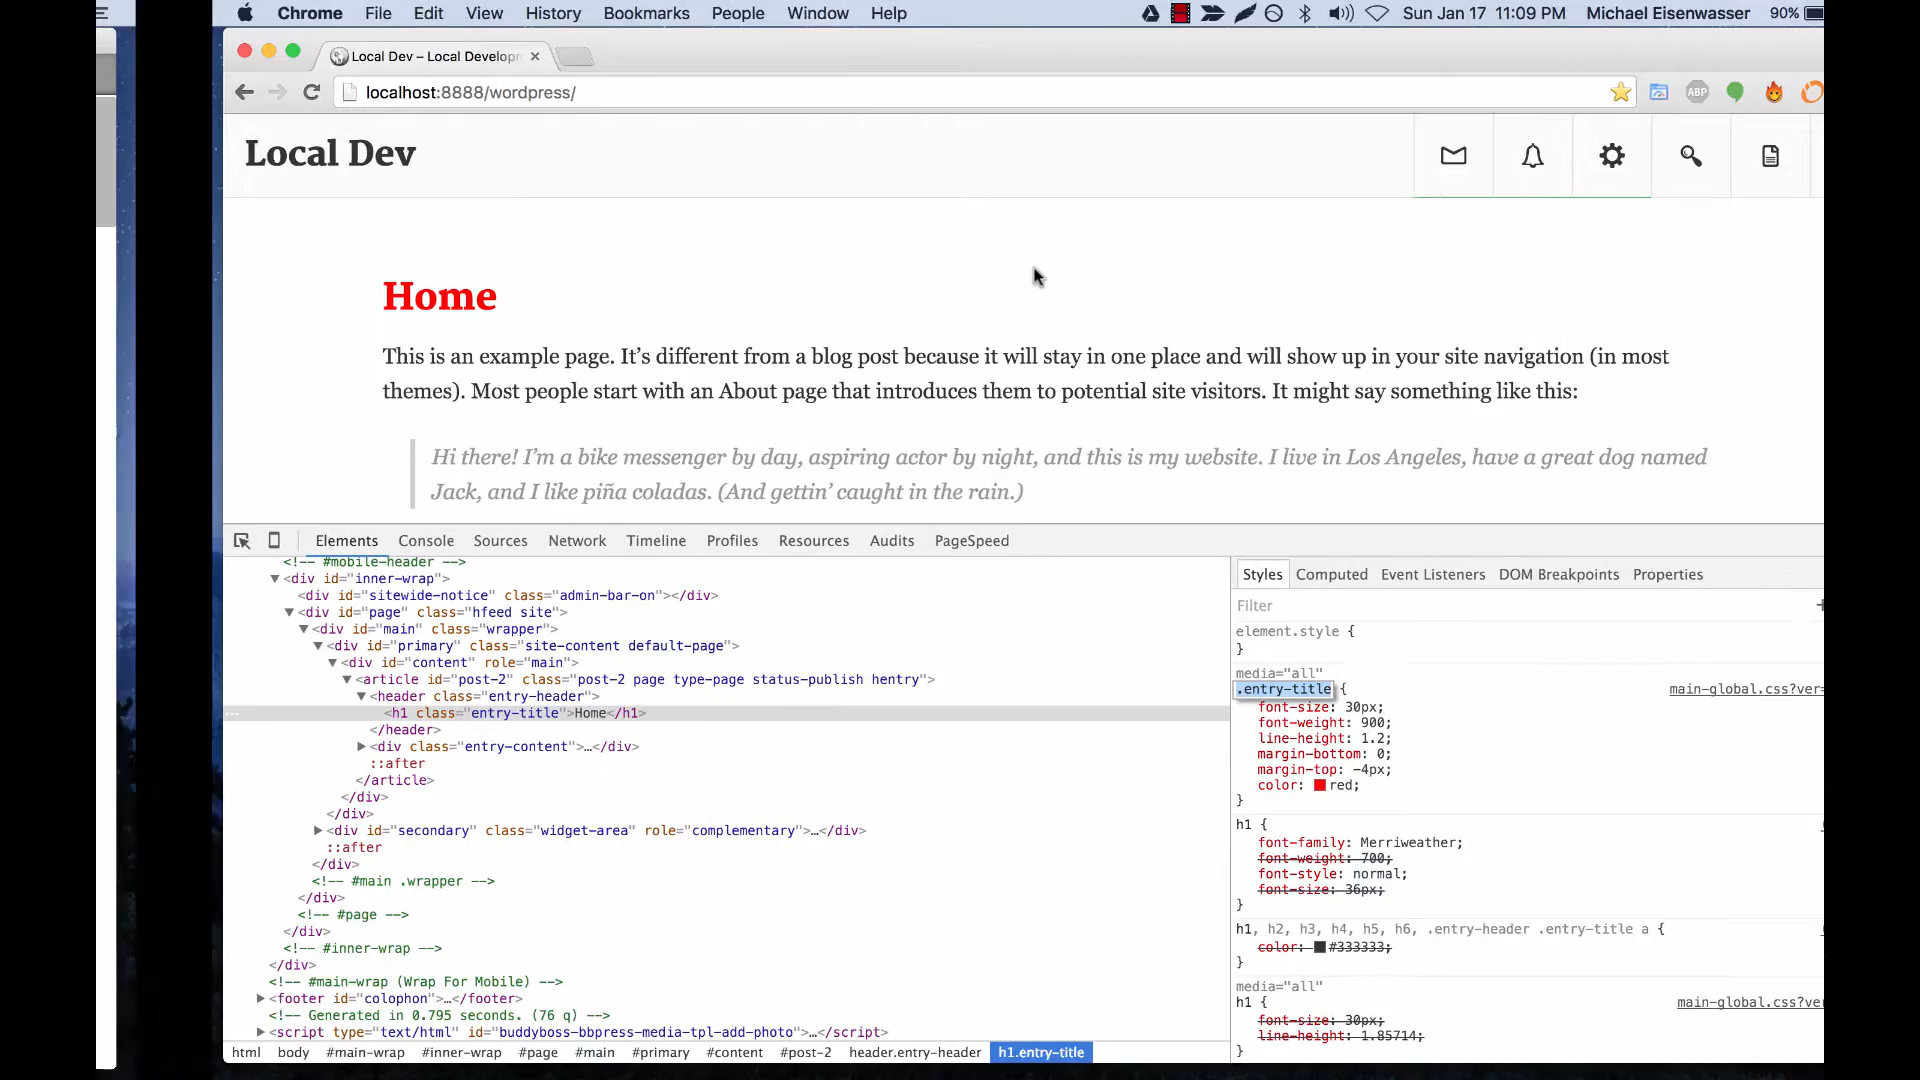 Chrome File Edit View History Bookmarks People Window Help Sun Jan 17 11:09 PM Michael Eisenwasser 90%
Local Dev – Local Develop
localhost:8888/wordpress/
ABP
Local Dev
Home
This is an example page. It’s different from a blog post because it will stay in one place and will show up in your site navigation (in most
themes). Most people start with an About page that introduces them to potential site visitors. It might say something like this:
Hi there! I’m a bike messenger by day, aspiring actor by night, and this is my website. I live in Los Angeles, have a great dog named
Jack, and I like piña coladas. (And gettin’ caught in the rain.)
Elements Console Sources Network Timeline Profiles Resources Audits PageSpeed
<!-- #mobile-header -->
<div id="inner-wrap">
<div id="sitewide-notice" class="admin-bar-on"></div>
<div id="page" class="hfeed site">
<div id="main" class="wrapper">
<div id="primary" class="site-content default-page">
<div id="content" role="main">
<article id="post-2" class="post-2 page type-page status-publish hentry">
<header class="entry-header">
<h1 class="entry-title">Home</h1>
</header>
<div class="entry-content">…</div>
::after
</article>
</div>
</div>
<div id="secondary" class="widget-area" role="complementary">…</div>
::after
</div>
<!-- #main .wrapper -->
</div>
<!-- #page -->
</div>
<!-- #inner-wrap -->
</div>
<!-- #main-wrap (Wrap For Mobile) -->
<footer id="colophon">…</footer>
<!-- Generated in 0.795 seconds. (76 q) -->
<script type="text/html" id="buddyboss-bbpress-media-tpl-add-photo">…</script>
html body #main-wrap #inner-wrap #page #main #primary #content #post-2 header.entry-header h1.entry-title
Styles Computed Event Listeners DOM Breakpoints Properties
Filter
element.style {
}
media="all"
.entry-title { main-global.css?ver=
font-size: 30px;
font-weight: 900;
line-height: 1.2;
margin-bottom: 0;
margin-top: -4px;
color: red;
}
h1 {
font-family: Merriweather;
font-weight: 700;
font-style: normal;
font-size: 36px;
}
h1, h2, h3, h4, h5, h6, .entry-header .entry-title a {
color: #333333;
}
media="all"
h1 { main-global.css?ver
font-size: 30px;
line-height: 1.85714;
}